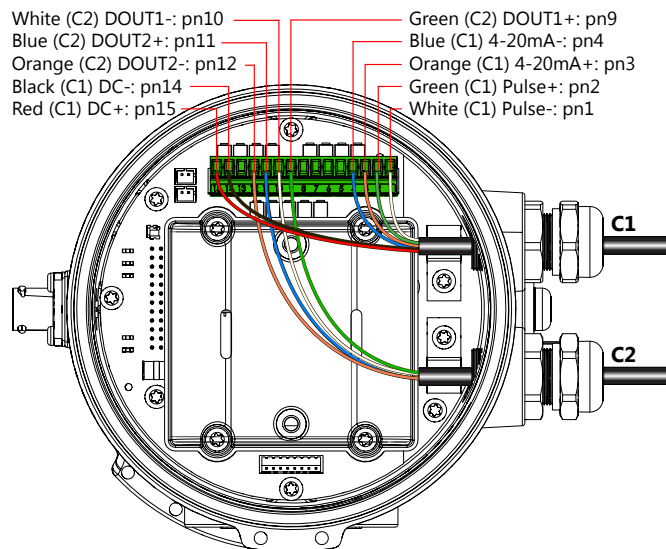 White (C2) DOUT1-: pn10
Blue (C2) DOUT2+: pn11
Orange (C2) DOUT2-: pn12
Black (C1) DC-: pn14
Red (C1) DC+: pn15
Green (C2) DOUT1+: pn9
Blue (C1) 4-20mA-: pn4
Orange (C1) 4-20mA+: pn3
Green (C1) Pulse+: pn2
White (C1) Pulse-: pn1
C1
C2